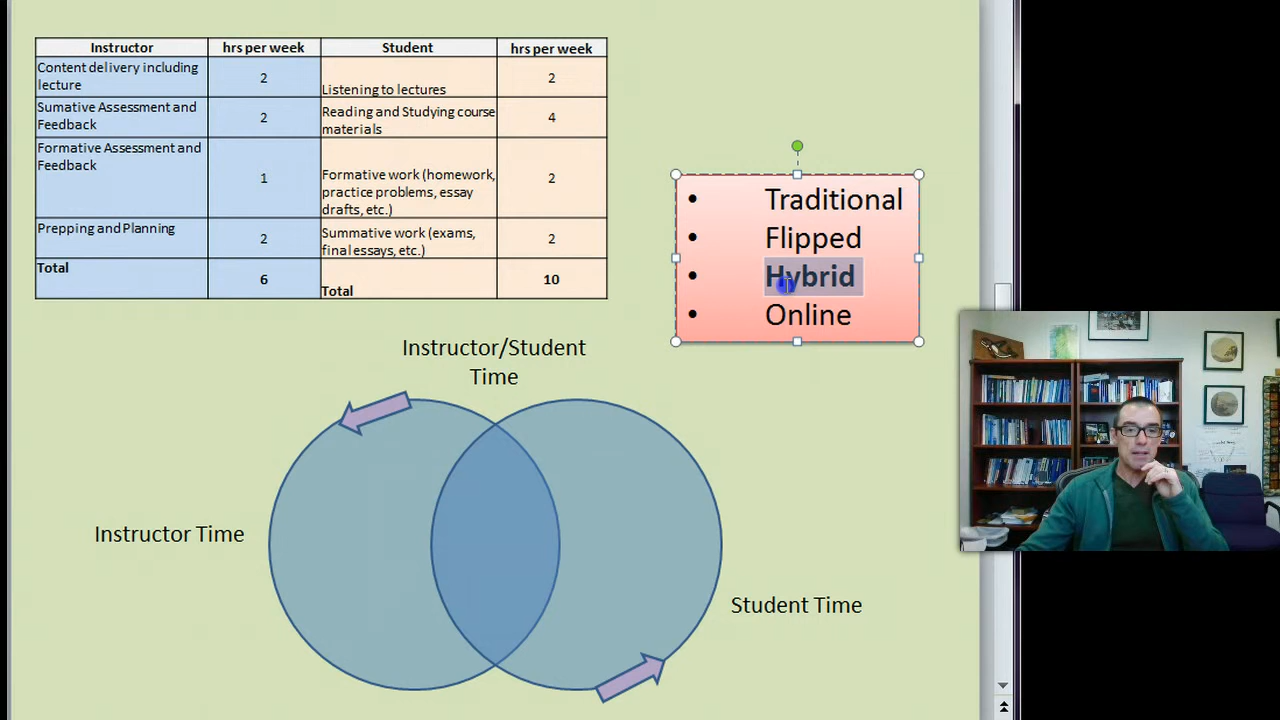 Instructor hrs per week Student hrs per week
Content delivery including
lecture
2
Listening to lectures
2
Sumative Assessment and
Feedback
2
Reading and Studying course
materials
4
Formative Assessment and
Feedback
1
Formative work (homework,
practice problems, essay
drafts, etc.)
2
Prepping and Planning
2
Summative work (exams,
final essays, etc.)
2
Total
6
Total
10
• Traditional
• Flipped
• Hybrid
• Online
Instructor/Student
Time
Instructor Time
Student Time